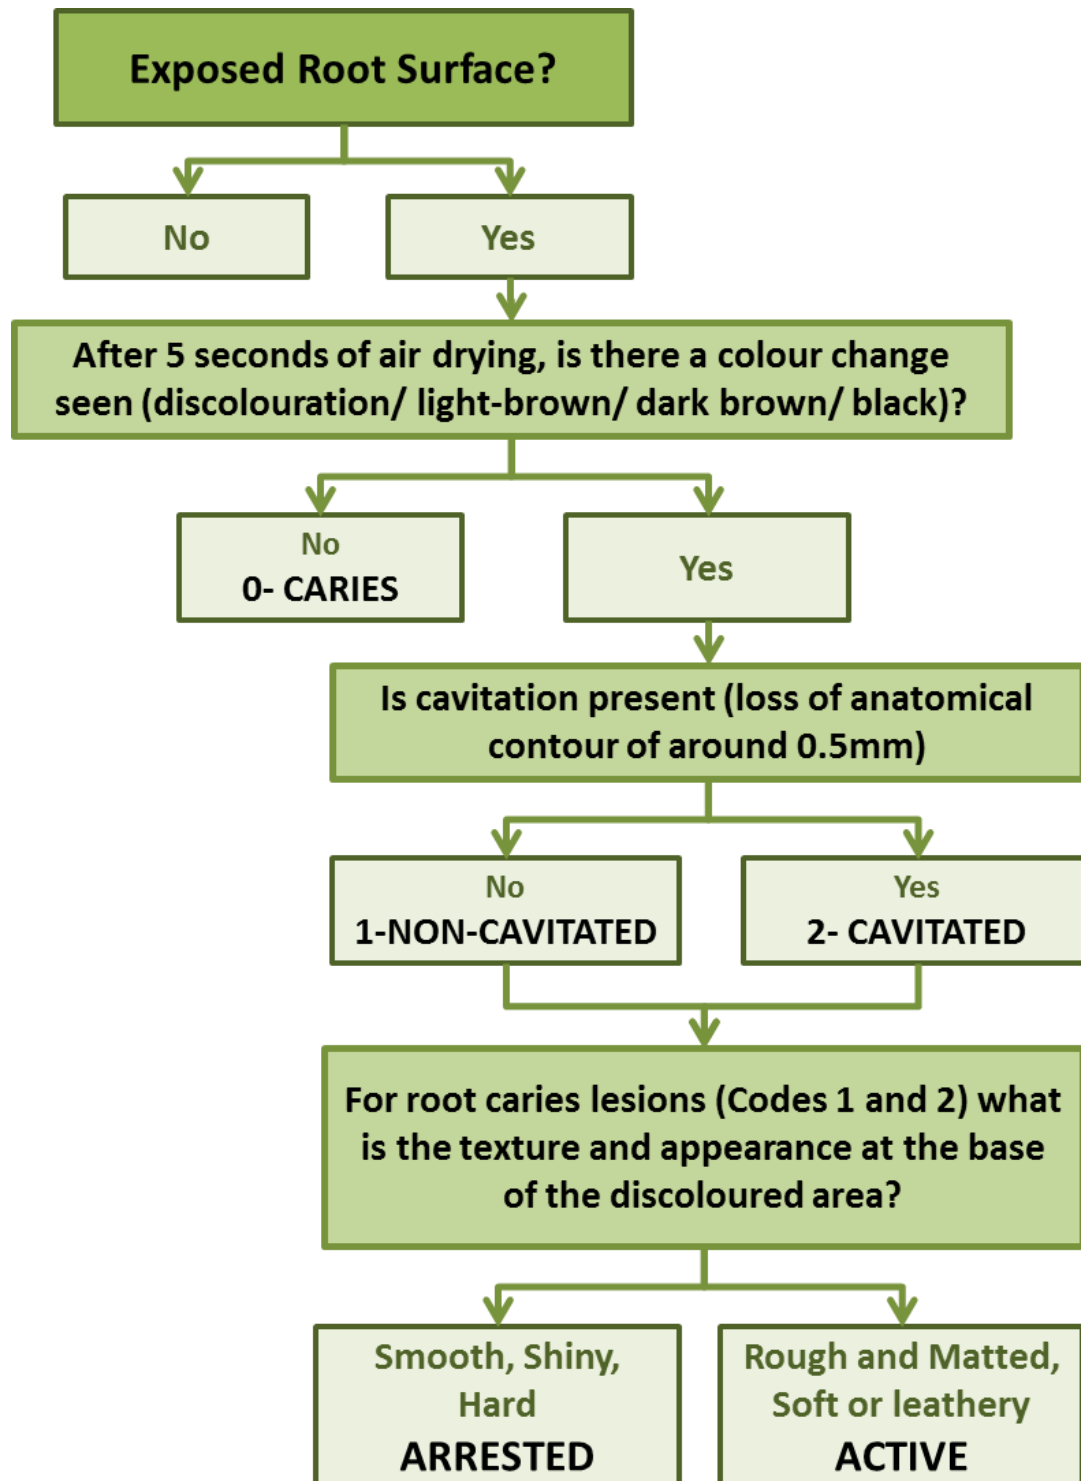 Exposed Root Surface?
No
Yes
After 5 seconds of air drying, is there a colour change
seen (discolouration/ light-brown/ dark brown/ black)?
No
0- CARIES
Yes
Is cavitation present (loss of anatomical
contour of around 0.5mm)
No
1-NON-CAVITATED
Yes
2- CAVITATED
For root caries lesions (Codes 1 and 2) what
is the texture and appearance at the base
of the discoloured area?
Smooth, Shiny,
Hard
ARRESTED
Rough and Matted,
Soft or leathery
ACTIVE